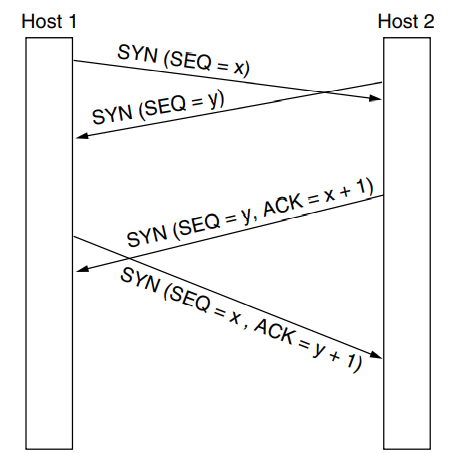 Host 1
Host 2
SYN (SEQ = x)
SYN (SEQ = y)
SYN (SEQ = y, ACK = x + 1)
SYN (SEQ = x , ACK = y + 1)